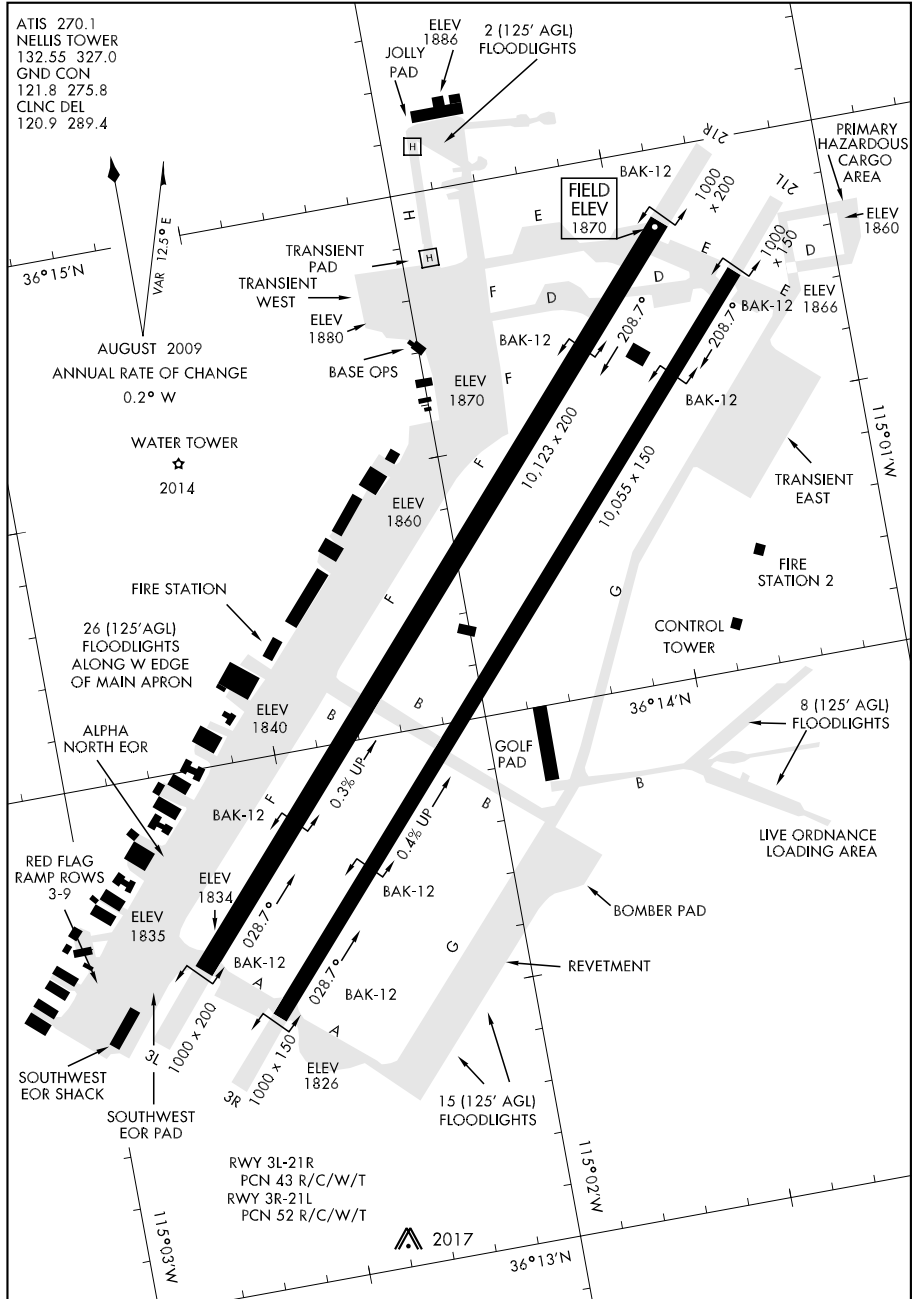 ATIS 270.1
NELLIS TOWER
132.55 327.0
GND CON
121.8 275.8
CLNC DEL
120.9 289.4
ELEV
1886
JOLLY
PAD
2 (125' AGL)
FLOODLIGHTS
H
21R
PRIMARY
HAZARDOUS
CARGO
AREA
BAK-12
FIELD
ELEV
1870
1000
x 200
21L
ELEV
1860
VAR 12.5° E
36°15'N
H
E
TRANSIENT
PAD
H
TRANSIENT
WEST
E
1000
x 150
D
E
ELEV
1866
F
D
D
BAK-12
ELEV
1880
BAK-12
208.7°
208.7°
AUGUST 2009
ANNUAL RATE OF CHANGE
0.2° W
BASE OPS
ELEV
1870
F
BAK-12
115°01'W
WATER TOWER
2014
F
10,123 x 200
10,055 x 150
TRANSIENT
EAST
ELEV
1860
FIRE
STATION 2
FIRE STATION
F
G
26 (125'AGL)
FLOODLIGHTS
ALONG W EDGE
OF MAIN APRON
CONTROL
TOWER
36°14'N
ELEV
1840
B
B
8 (125' AGL)
FLOODLIGHTS
ALPHA
NORTH EOR
GOLF
PAD
B
0.3% UP
F
B
BAK-12
0.4% UP
LIVE ORDNANCE
LOADING AREA
RED FLAG
RAMP ROWS
3-9
ELEV
1834
BAK-12
BOMBER PAD
ELEV
1835
028.7°
G
BAK-12
REVETMENT
A
028.7°
BAK-12
1000 x 200
A
3L
1000 x 150
ELEV
1826
3R
SOUTHWEST
EOR SHACK
SOUTHWEST
EOR PAD
15 (125' AGL)
FLOODLIGHTS
RWY 3L-21R
PCN 43 R/C/W/T
RWY 3R-21L
PCN 52 R/C/W/T
115°02'W
115°03'W
2017
36°13'N